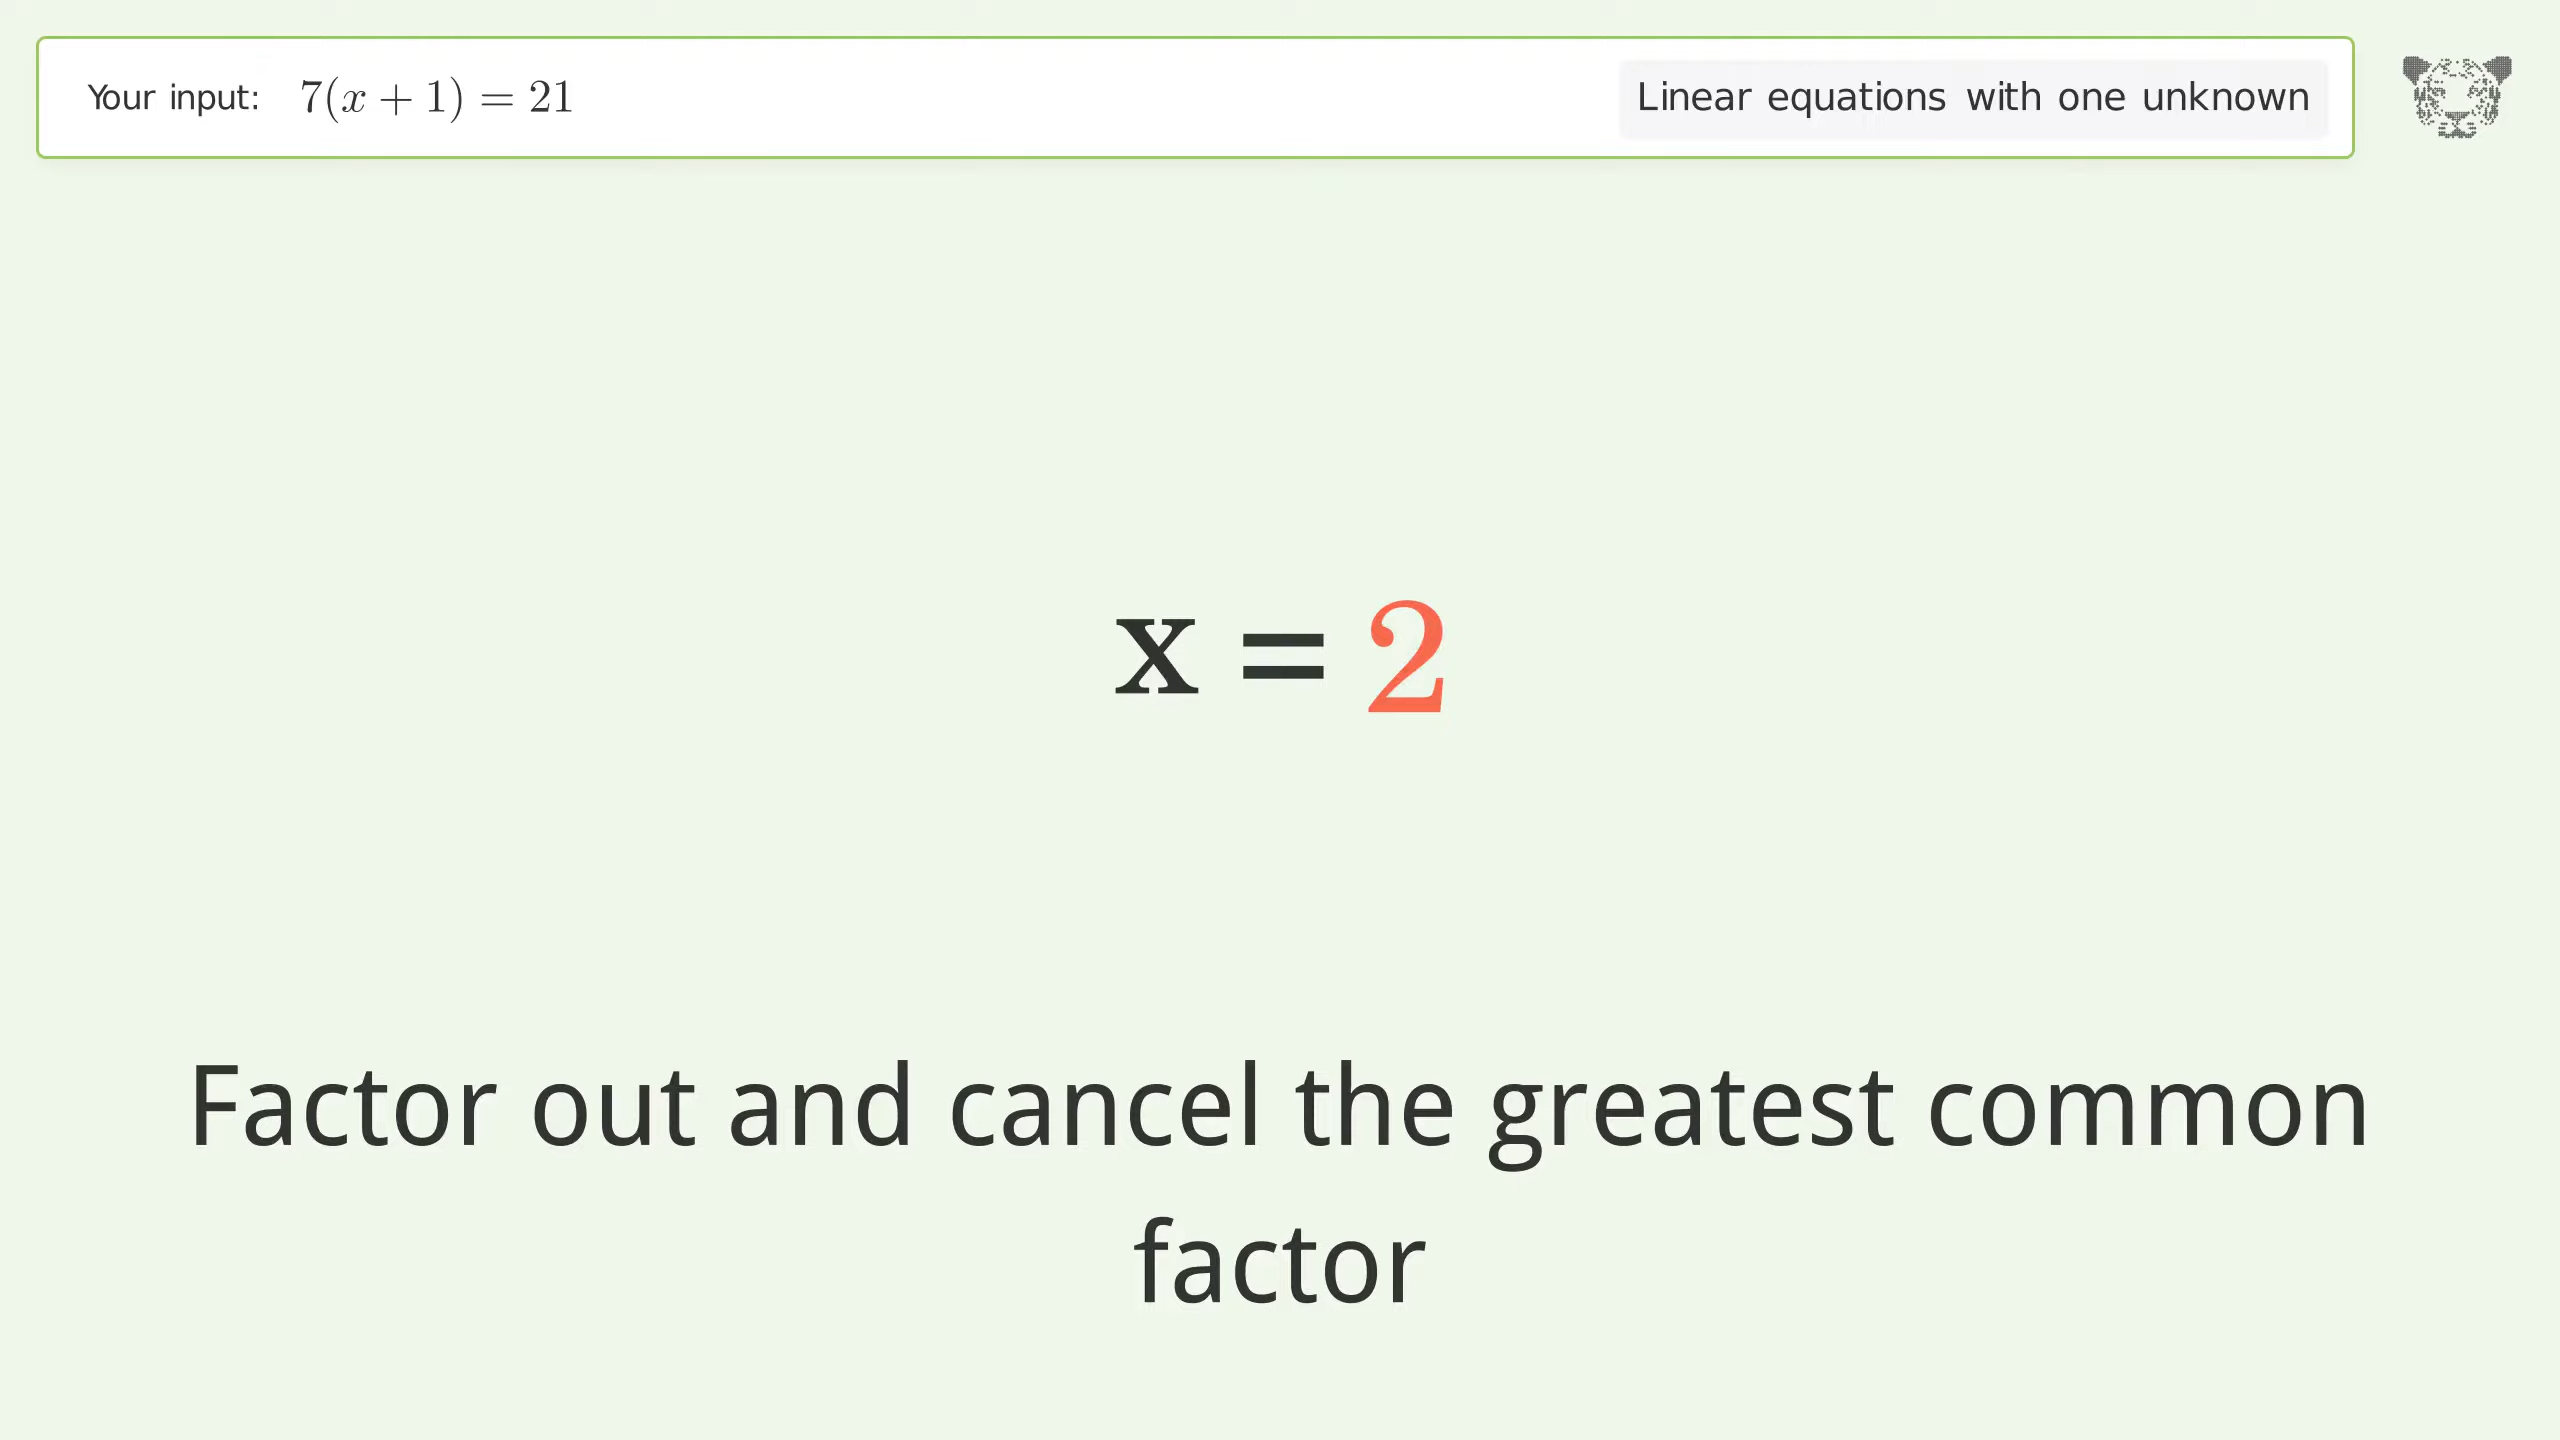 Your input: 7(x + 1) = 21
Linear equations with one unknown
x = 2
Factor out and cancel the greatest common
factor